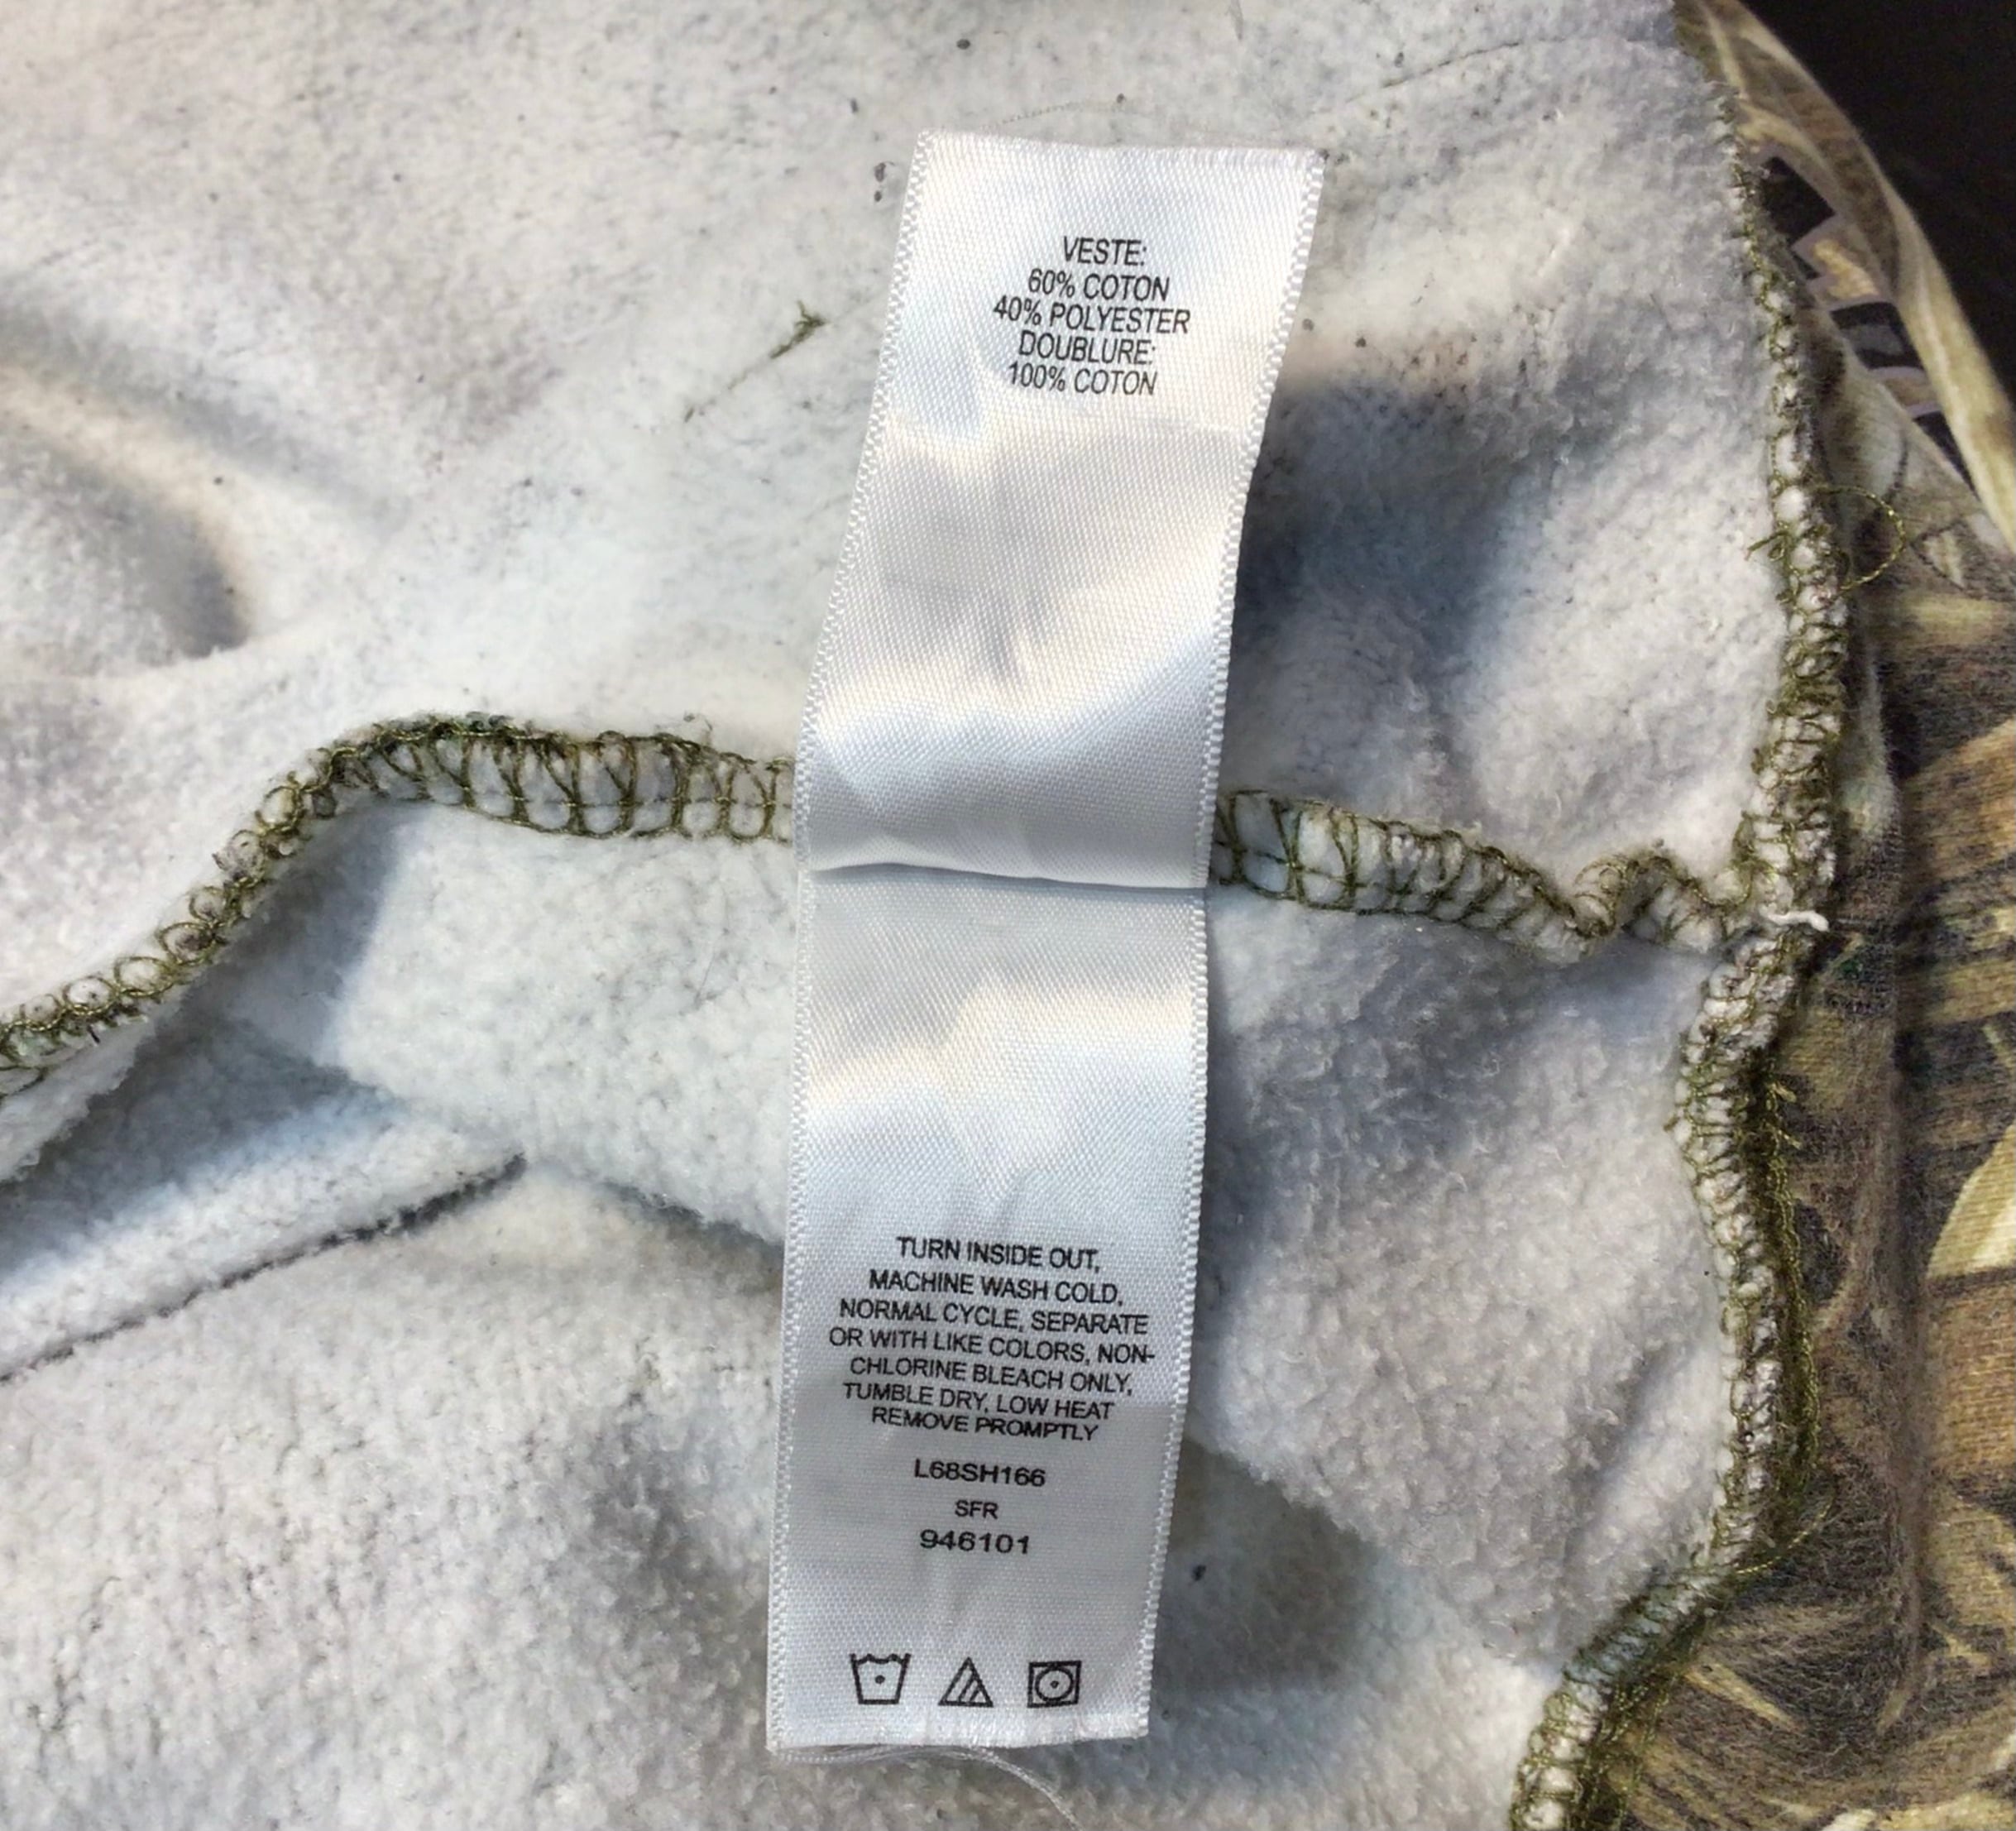 VESTE:
60% COTON
40% POLYESTER
DOUBLURE:
100% COTON
TURN INSIDE OUT,
MACHINE WASH COLD,
NORMAL CYCLE, SEPARATE
OR WITH LIKE COLORS, NON-
CHLORINE BLEACH ONLY,
TUMBLE DRY, LOW HEAT
REMOVE PROMPTLY
L68SH166
SFR
946101